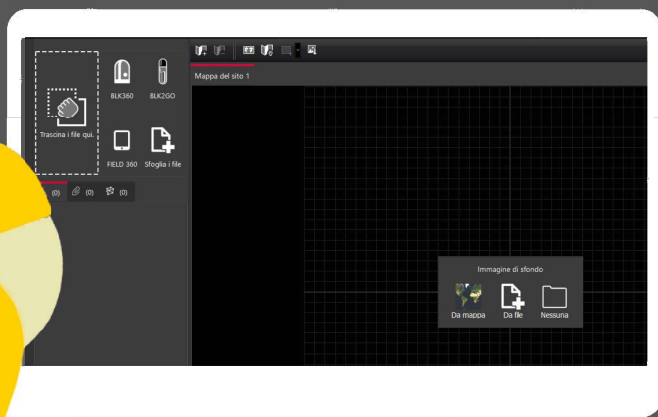 Trascina i file qui.
BLK360
BLK2GO
FIELD 360
Sfoglia i file
(0)
(0)
(0)
Mappa del sito 1
Immagine di sfondo
Da mappa
Da file
Nessuna